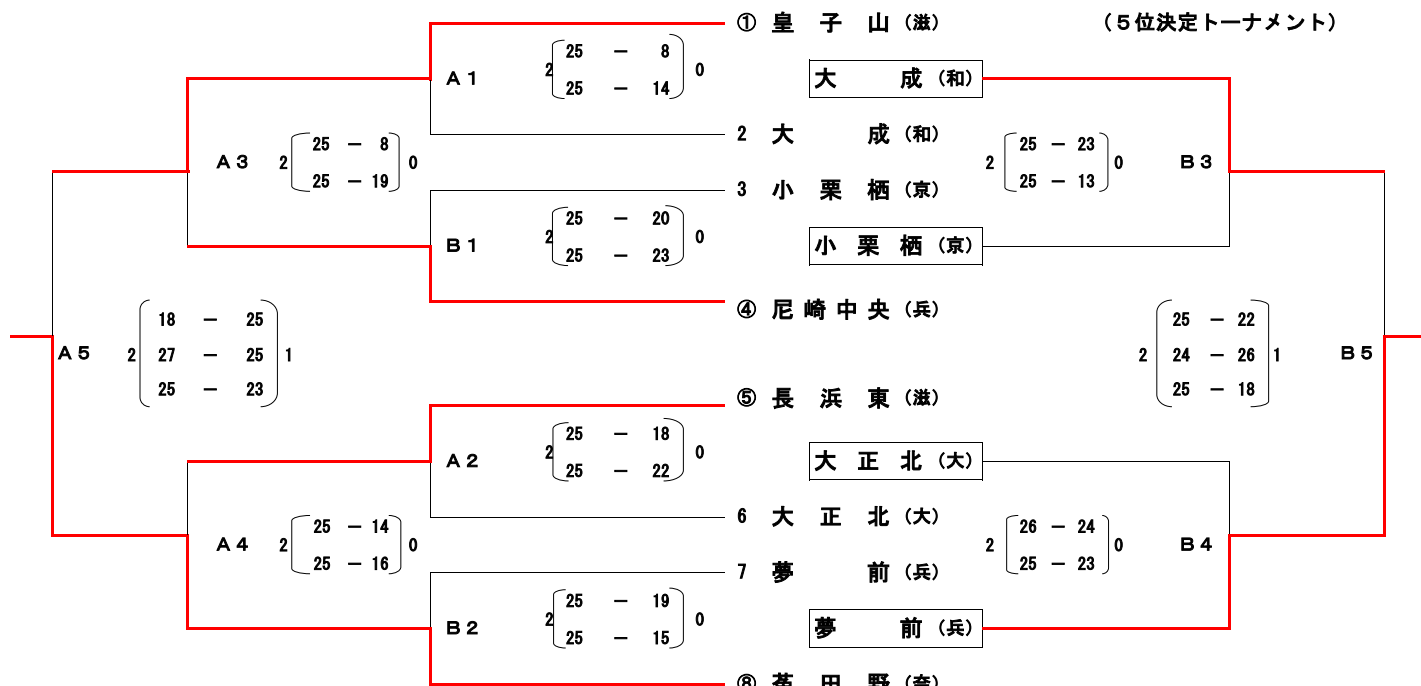 ① 皇子山（滋） （５位決定トーナメント）
2 ［25 － 8 ］ 0
Ａ１ 25 － 14
大成（和）
2 大成（和）
Ａ３ 2 ［25 － 8 ］ 0
25 － 19
2 ［25 － 23］ 0 Ｂ３
25 － 13
3 小栗栖（京）
2 ［25 － 20］ 0
Ｂ１ 25 － 23
小栗栖（京）
④ 尼崎中央（兵）
18 － 25
Ａ５ 2 ［27 － 25］ 1
25 － 23
25 － 22
2 ［24 － 26］ 1 Ｂ５
25 － 18
⑤ 長浜東（滋）
2 ［25 － 18］ 0
Ａ２ 25 － 22
大正北（大）
6 大正北（大）
Ａ４ 2 ［25 － 14］ 0
25 － 16
2 ［26 － 24］ 0 Ｂ４
25 － 23
7 夢前（兵）
2 ［25 － 19］ 0
Ｂ２ 25 － 15
夢前（兵）
⑧